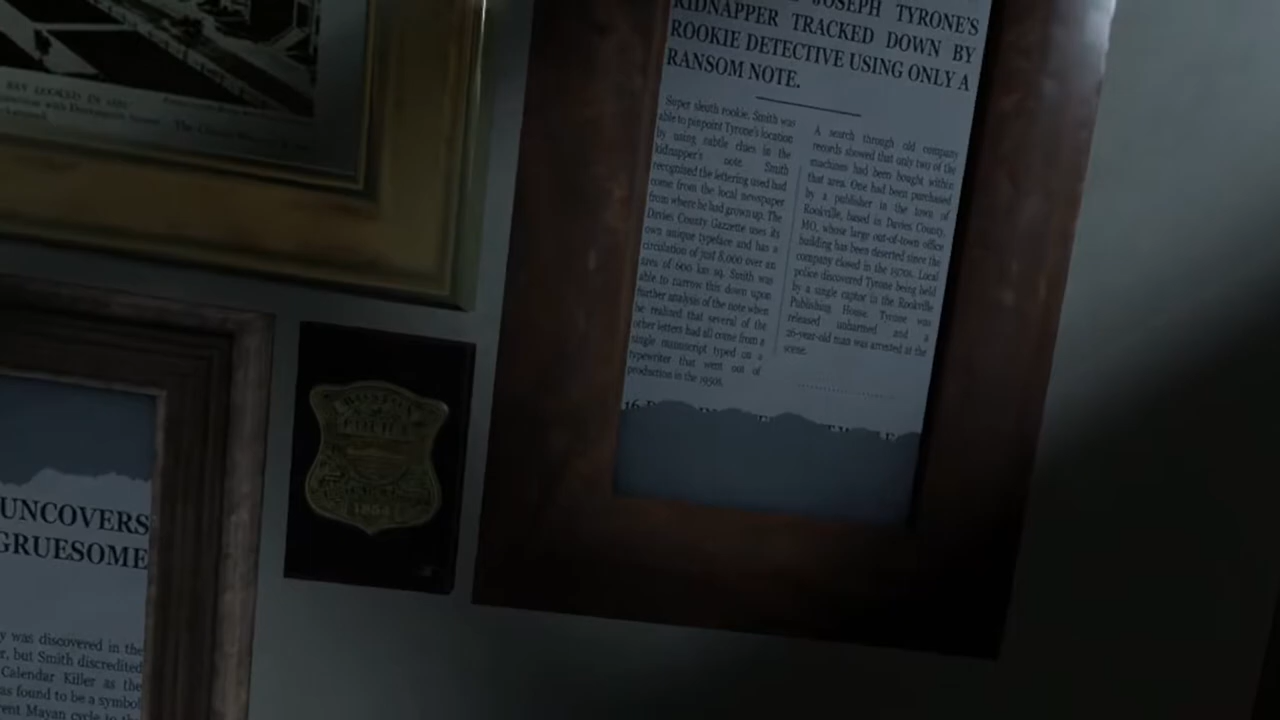 JOSEPH TYRONE'S
KIDNAPPER TRACKED DOWN BY
ROOKIE DETECTIVE USING ONLY A
RANSOM NOTE.
Super sleuth rookie, Smith was
able to pinpoint Tyrone's location
by using subtle clues in the
kidnapper's note. Smith
recognised the lettering used had
come from the local newspaper
from where he had grown up. The
Davies County Gazzette uses its
own unique typeface and has a
circulation of just 8,000 over an
area of 600 km sq. Smith was
able to narrow this down upon
further analysis of the note when
he realised that several of the
other letters had all come from a
single manuscript typed on a
typewriter that went out of
production in the 1950s.
A search through old company
records showed that only two of the
machines had been bought within
that area. One had been purchased
by a publisher in the town of
Rookville, based in Davies County,
MO, whose large out-of-town office
building has been deserted since the
company closed in the 1970s. Local
police discovered Tyrone being held
by a single captor in the Rookville
Publishing House. Tyrone was
released unharmed and a
26-year-old man was arrested at the
scene.
BOSTON
POLICE
1854
UNCOVERS
GRUESOME
was discovered in the
but Smith discredited
Calendar Killer as the
was found to be a symbol
Mayan cycle to the